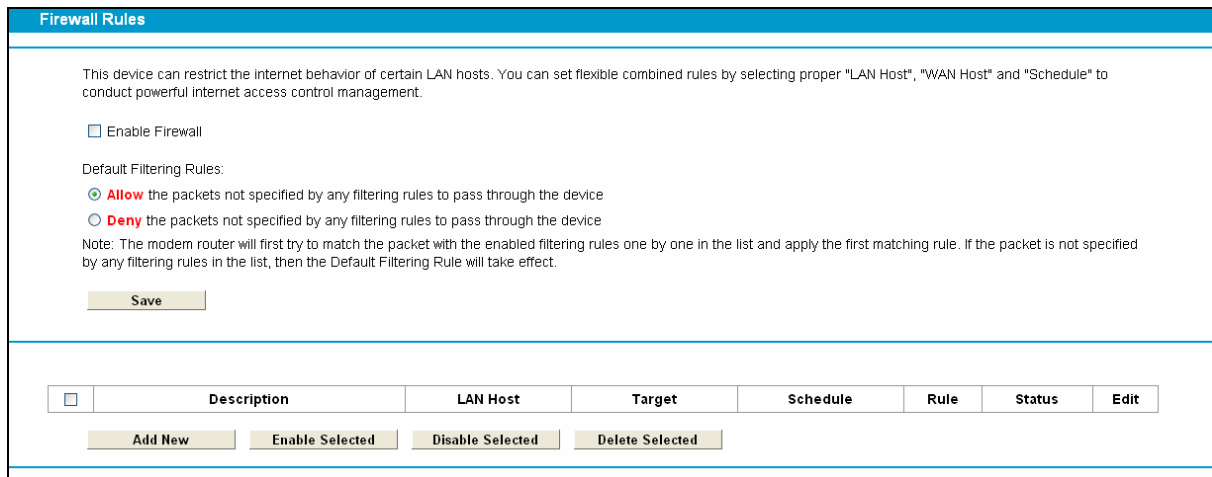 Firewall Rules
This device can restrict the internet behavior of certain LAN hosts. You can set flexible combined rules by selecting proper "LAN Host", "WAN Host" and "Schedule" to
conduct powerful internet access control management.
Enable Firewall
Default Filtering Rules:
Allow the packets not specified by any filtering rules to pass through the device
Deny the packets not specified by any filtering rules to pass through the device
Note: The modem router will first try to match the packet with the enabled filtering rules one by one in the list and apply the first matching rule. If the packet is not specified
by any filtering rules in the list, then the Default Filtering Rule will take effect.
Save
Description LAN Host Target Schedule Rule Status Edit
Add New Enable Selected Disable Selected Delete Selected